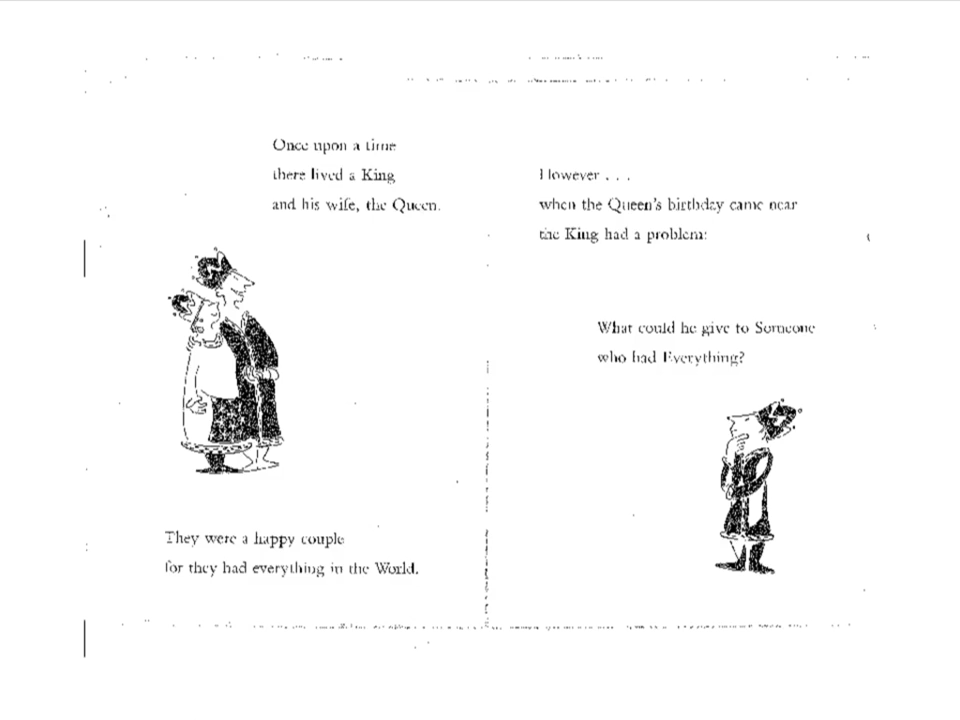 Once upon a time
there lived a King
and his wife, the Queen.
They were a happy couple
for they had everything in the World.
However . . .
when the Queen's birthday came near
the King had a problem:
What could he give to Someone
who had Everything?